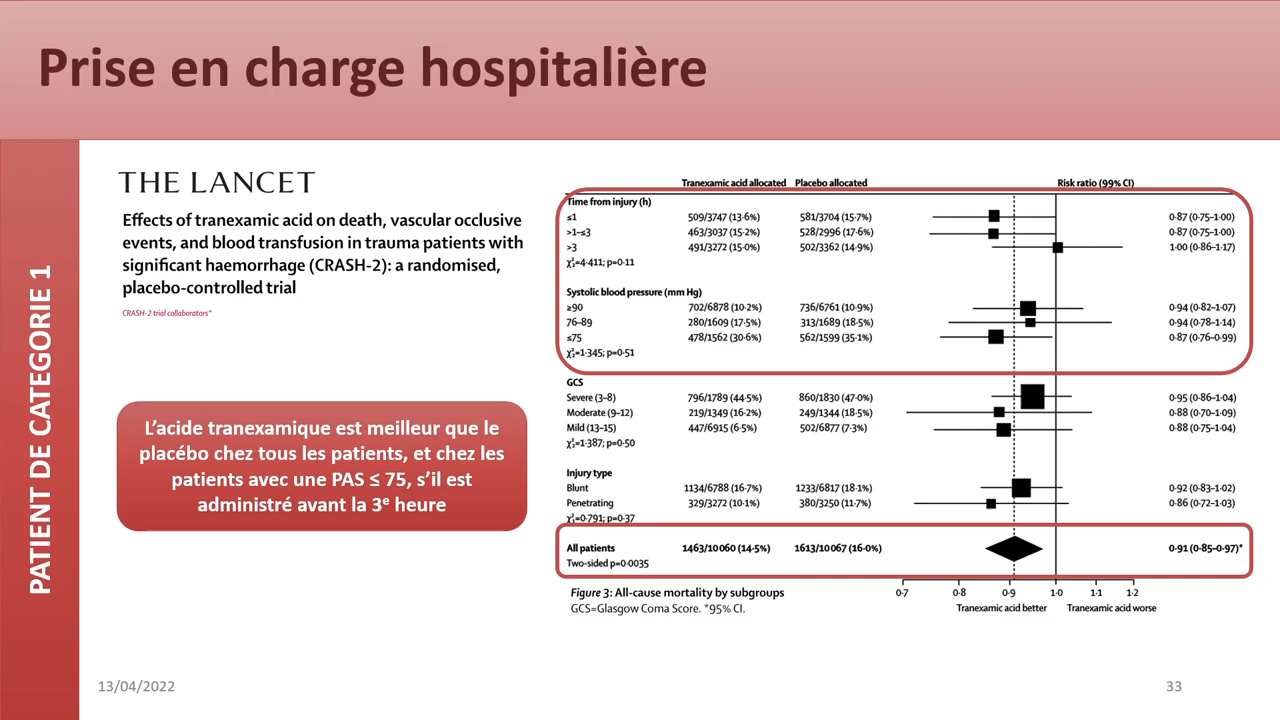 Prise en charge hospitalière
PATIENT DE CATEGORIE 1
THE LANCET
Effects of tranexamic acid on death, vascular occlusive
events, and blood transfusion in trauma patients with
significant haemorrhage (CRASH-2): a randomised,
placebo-controlled trial
CRASH-2 trial collaborators*
L’acide tranexamique est meilleur que le
placébo chez tous les patients, et chez les
patients avec une PAS ≤ 75, s’il est
administré avant la 3e heure
Tranexamic acid allocated Placebo allocated Risk ratio (99% CI)
Time from injury (h)
≤1 509/3747 (13·6%) 581/3704 (15·7%) 0·87 (0·75–1·00)
>1–≤3 463/3037 (15·2%) 528/2996 (17·6%) 0·87 (0·75–1·00)
>3 491/3272 (15·0%) 502/3362 (14·9%) 1·00 (0·86–1·17)
χ²=4·411; p=0·11
Systolic blood pressure (mm Hg)
≥90 702/6878 (10·2%) 736/6761 (10·9%) 0·94 (0·82–1·07)
76–89 280/1609 (17·5%) 313/1689 (18·5%) 0·94 (0·78–1·14)
≤75 478/1562 (30·6%) 562/1599 (35·1%) 0·87 (0·76–0·99)
χ²=1·345; p=0·51
GCS
Severe (3–8) 796/1789 (44·5%) 860/1830 (47·0%) 0·95 (0·86–1·04)
Moderate (9–12) 219/1349 (16·2%) 249/1344 (18·5%) 0·88 (0·70–1·09)
Mild (13–15) 447/6915 (6·5%) 502/6877 (7·3%) 0·88 (0·75–1·04)
χ²=1·387; p=0·50
Injury type
Blunt 1134/6788 (16·7%) 1233/6817 (18·1%) 0·92 (0·83–1·02)
Penetrating 329/3272 (10·1%) 380/3250 (11·7%) 0·86 (0·72–1·03)
χ²=0·791; p=0·37
All patients 1463/10 060 (14·5%) 1613/10 067 (16·0%) 0·91 (0·85–0·97)*
Two-sided p=0·0035
0·7 0·8 0·9 1·0 1·1 1·2
Tranexamic acid better Tranexamic acid worse
Figure 3: All-cause mortality by subgroups
GCS=Glasgow Coma Score. *95% CI.
13/04/2022
33